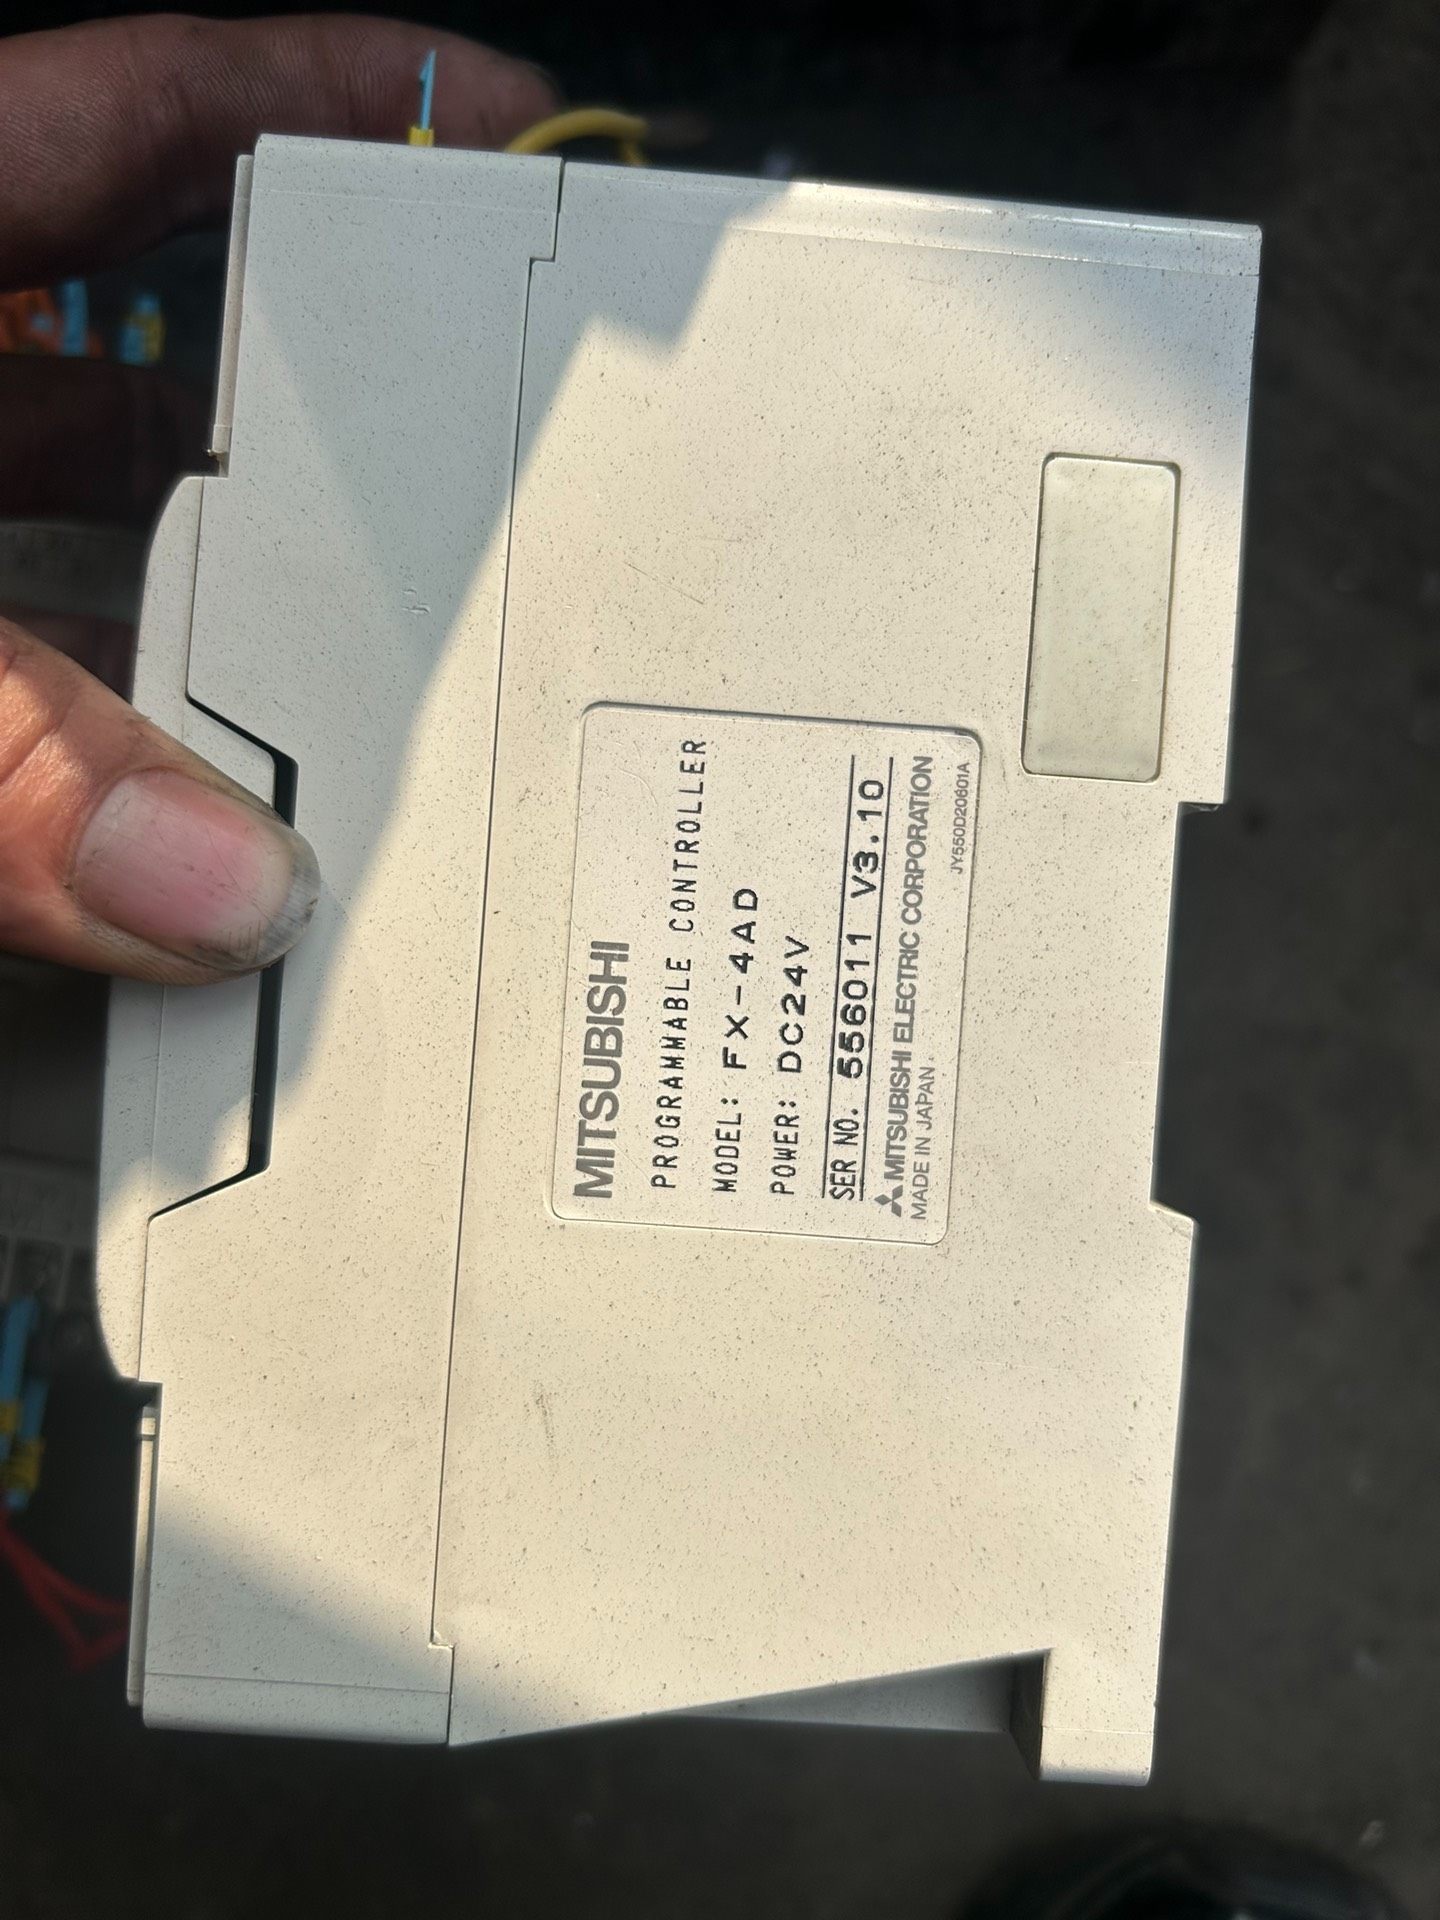 MITSUBISHI
PROGRAMMABLE CONTROLLER
MODEL: FX-4AD
POWER: DC24V
SER NO. 556011 V3.10
MITSUBISHI ELECTRIC CORPORATION
MADE IN JAPAN.
JY550D20601A